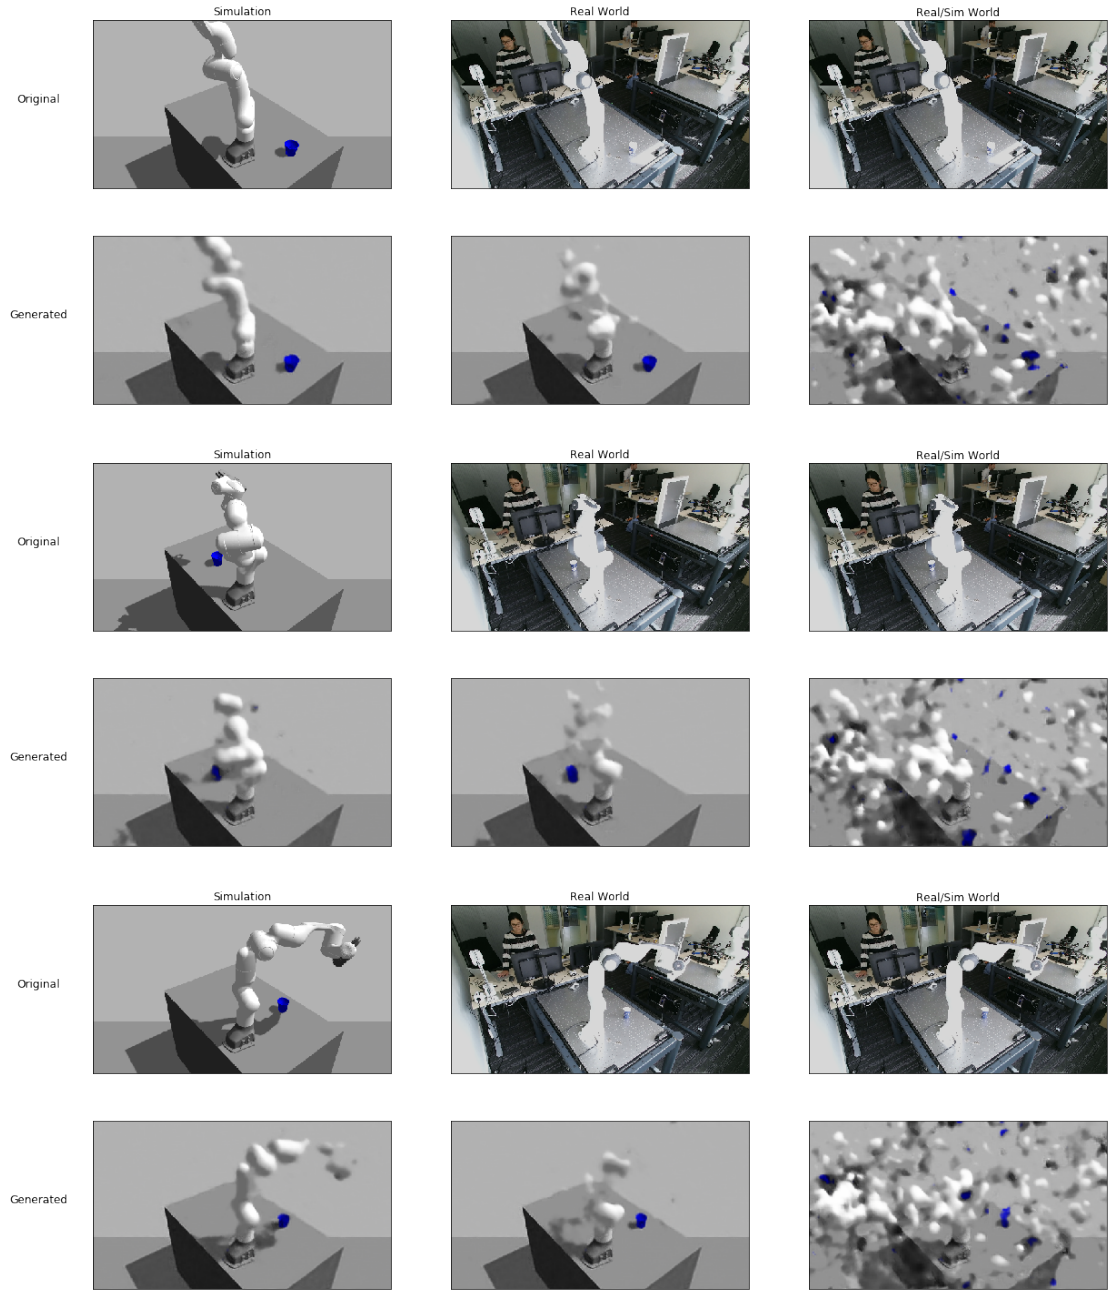 Simulation
Real World
Real/Sim World
Original
Generated
Simulation
Real World
Real/Sim World
Original
Generated
Simulation
Real World
Real/Sim World
Original
Generated